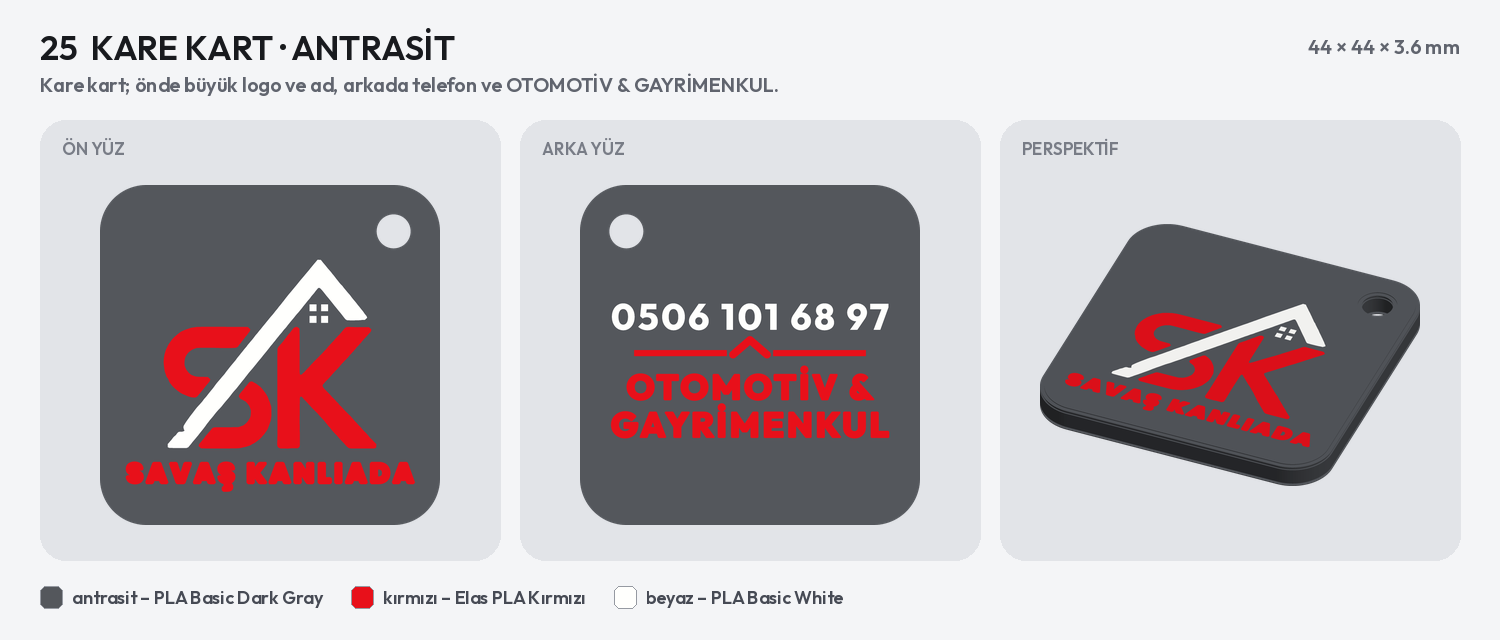 25 KARE KART · ANTRASİT
44 × 44 × 3.6 mm
Kare kart; önde büyük logo ve ad, arkada telefon ve OTOMOTİV & GAYRİMENKUL.
ÖN YÜZ
SK
SAVAŞ KANLIADA
ARKA YÜZ
0506 101 68 97
OTOMOTİV &
GAYRİMENKUL
PERSPEKTİF
SK
SAVAŞ KANLIADA
antrasit – PLA Basic Dark Gray
kırmızı – Elas PLA Kırmızı
beyaz – PLA Basic White